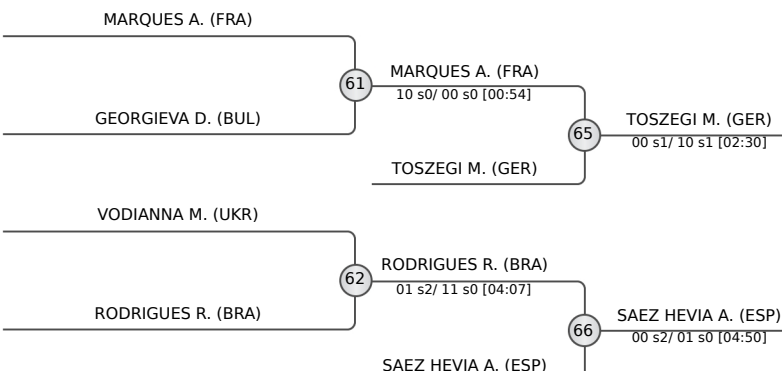 MARQUES A. (FRA)
61
MARQUES A. (FRA)
10 s0/ 00 s0 [00:54]
GEORGIEVA D. (BUL)
65
TOSZEGI M. (GER)
00 s1/ 10 s1 [02:30]
TOSZEGI M. (GER)
VODIANNA M. (UKR)
62
RODRIGUES R. (BRA)
01 s2/ 11 s0 [04:07]
RODRIGUES R. (BRA)
66
SAEZ HEVIA A. (ESP)
00 s2/ 01 s0 [04:50]
SAEZ HEVIA A. (ESP)